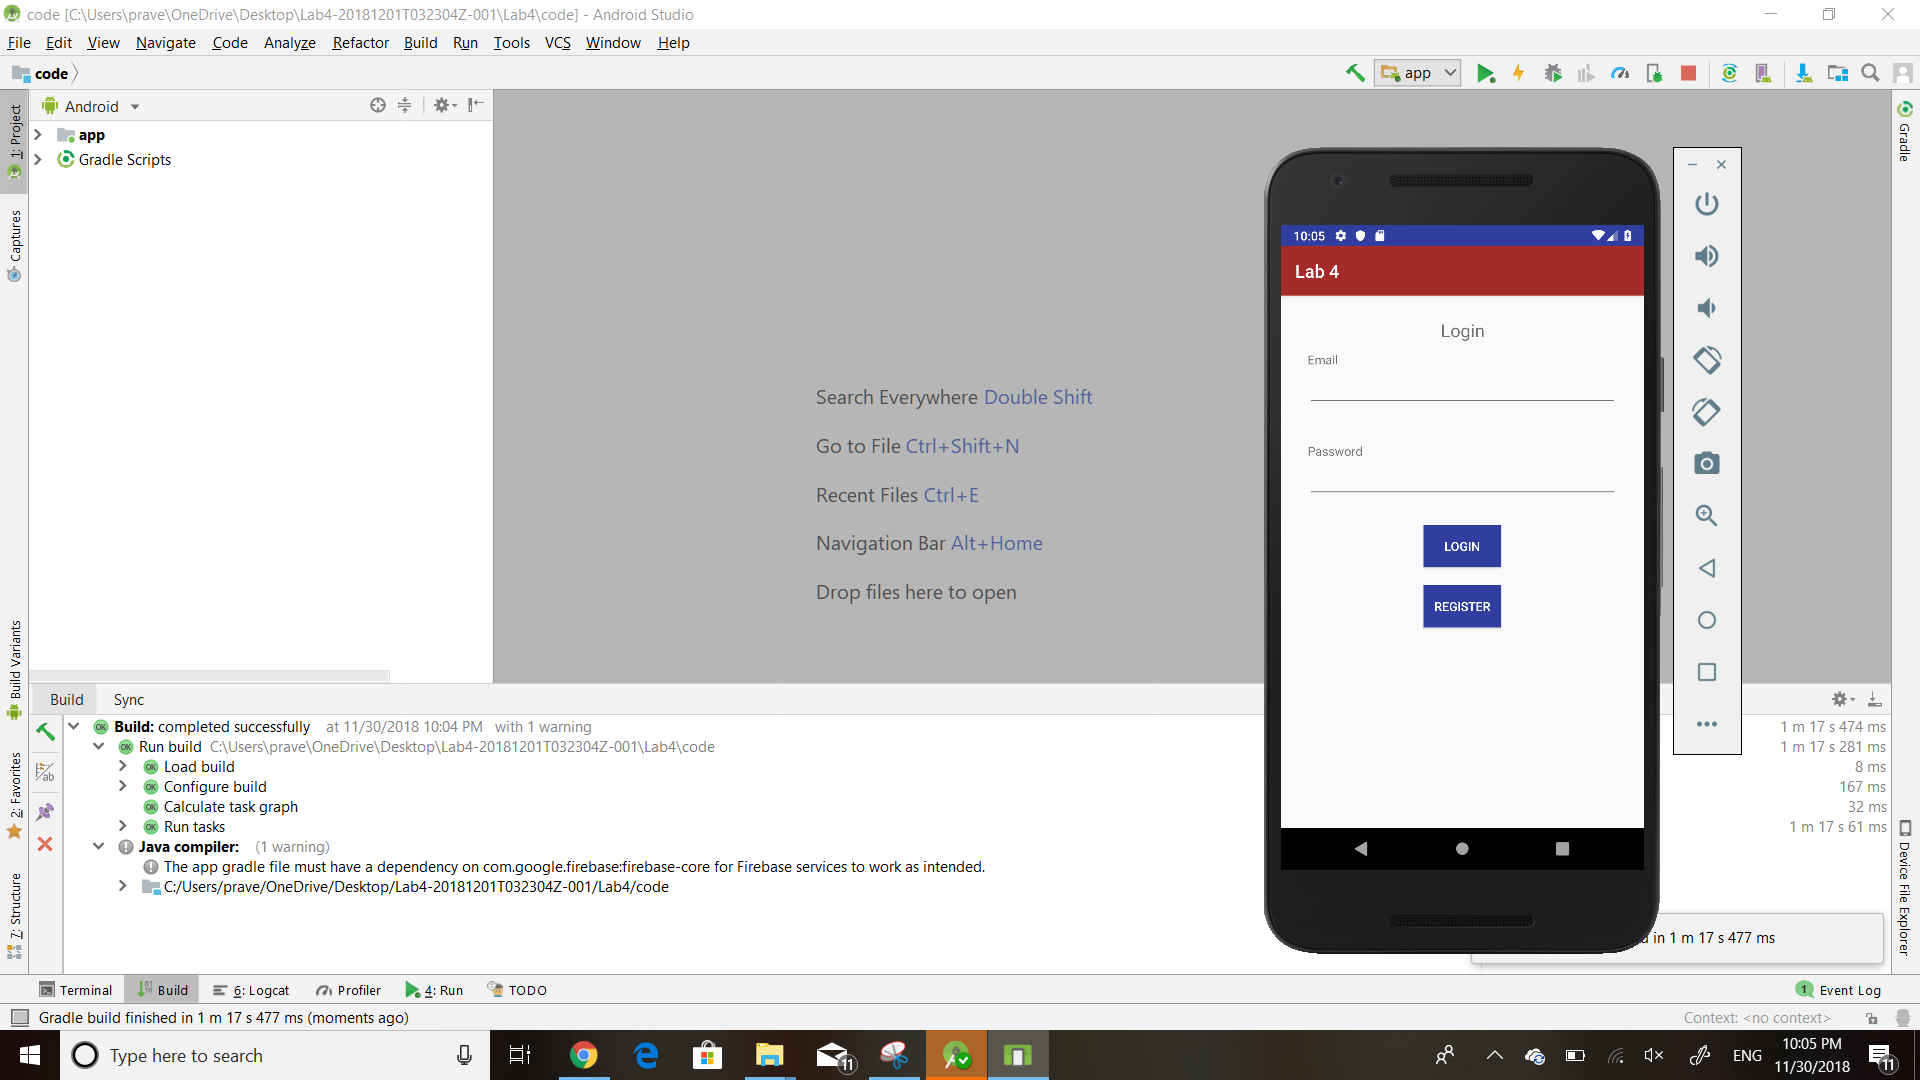 code [C:\Users\prave\OneDrive\Desktop\Lab4-20181201T032304Z-001\Lab4\code] - Android Studio
File Edit View Navigate Code Analyze Refactor Build Run Tools VCS Window Help
code app
1: Project
Captures
Build Variants
2: Favorites
7: Structure
Android
app
Gradle Scripts
Search Everywhere Double Shift
Go to File Ctrl+Shift+N
Recent Files Ctrl+E
Navigation Bar Alt+Home
Drop files here to open
10:05
Lab 4
Login
Email
Password
LOGIN
REGISTER
Gradle
Device File Explorer
Build Sync
Build: completed successfully at 11/30/2018 10:04 PM with 1 warning 1 m 17 s 474 ms
Run build C:\Users\prave\OneDrive\Desktop\Lab4-20181201T032304Z-001\Lab4\code 1 m 17 s 281 ms
Load build 8 ms
Configure build 167 ms
Calculate task graph 32 ms
Run tasks 1 m 17 s 61 ms
Java compiler: (1 warning)
The app gradle file must have a dependency on com.google.firebase:firebase-core for Firebase services to work as intended.
C:/Users/prave/OneDrive/Desktop/Lab4-20181201T032304Z-001/Lab4/code
in 1 m 17 s 477 ms
Terminal Build 6: Logcat Profiler 4: Run TODO 1 Event Log
Gradle build finished in 1 m 17 s 477 ms (moments ago) Context: <no context>
Type here to search 11 ENG 10:05 PM 11
11/30/2018